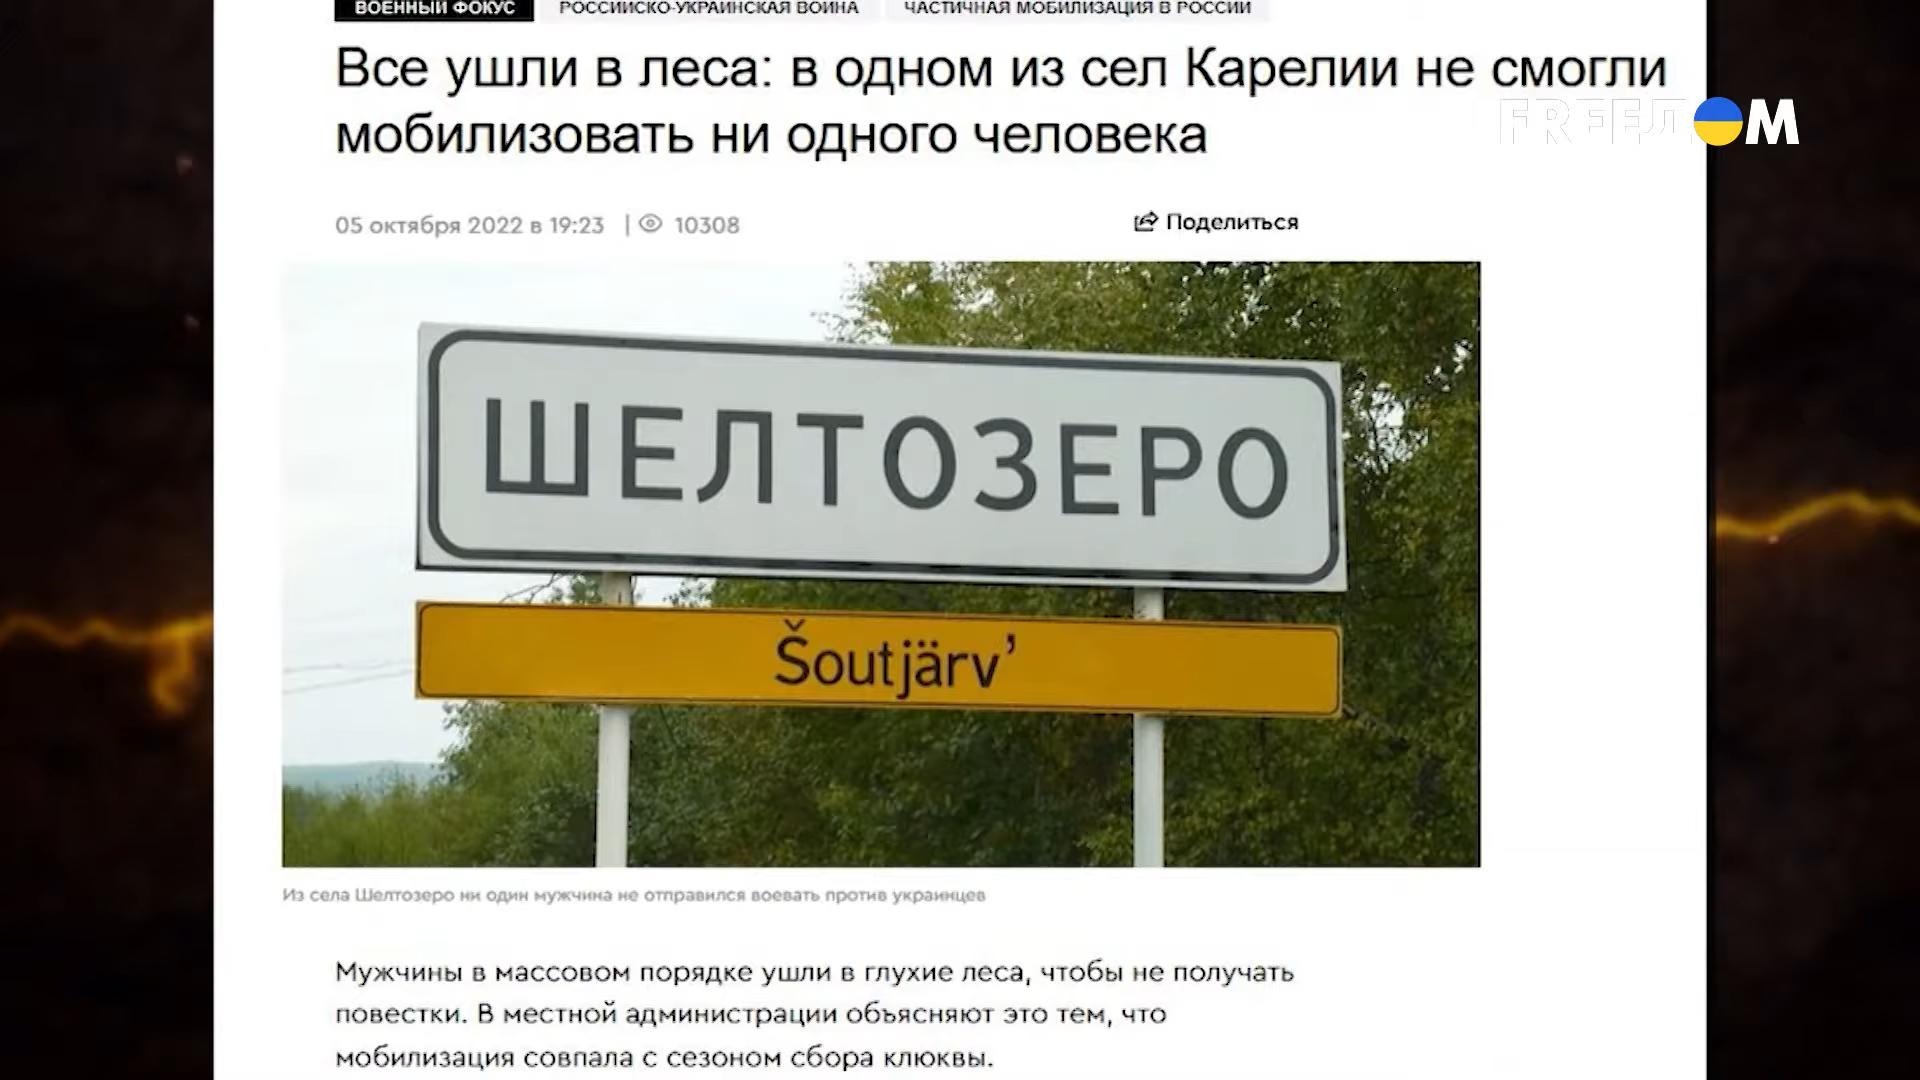 ВОЕННЫЙ ФОКУС РОССИЙСКО-УКРАИНСКАЯ ВОЙНА ЧАСТИЧНАЯ МОБИЛИЗАЦИЯ В РОССИИ
Все ушли в леса: в одном из сел Карелии не смогли
мобилизовать ни одного человека
FREEДОМ
05 октября 2022 в 19:23 | 10308
Поделиться
ШЕЛТОЗЕРО
Šoutjärv’
Из села Шелтозеро ни один мужчина не отправился воевать против украинцев
Мужчины в массовом порядке ушли в глухие леса, чтобы не получать
повестки. В местной администрации объясняют это тем, что
мобилизация совпала с сезоном сбора клюквы.